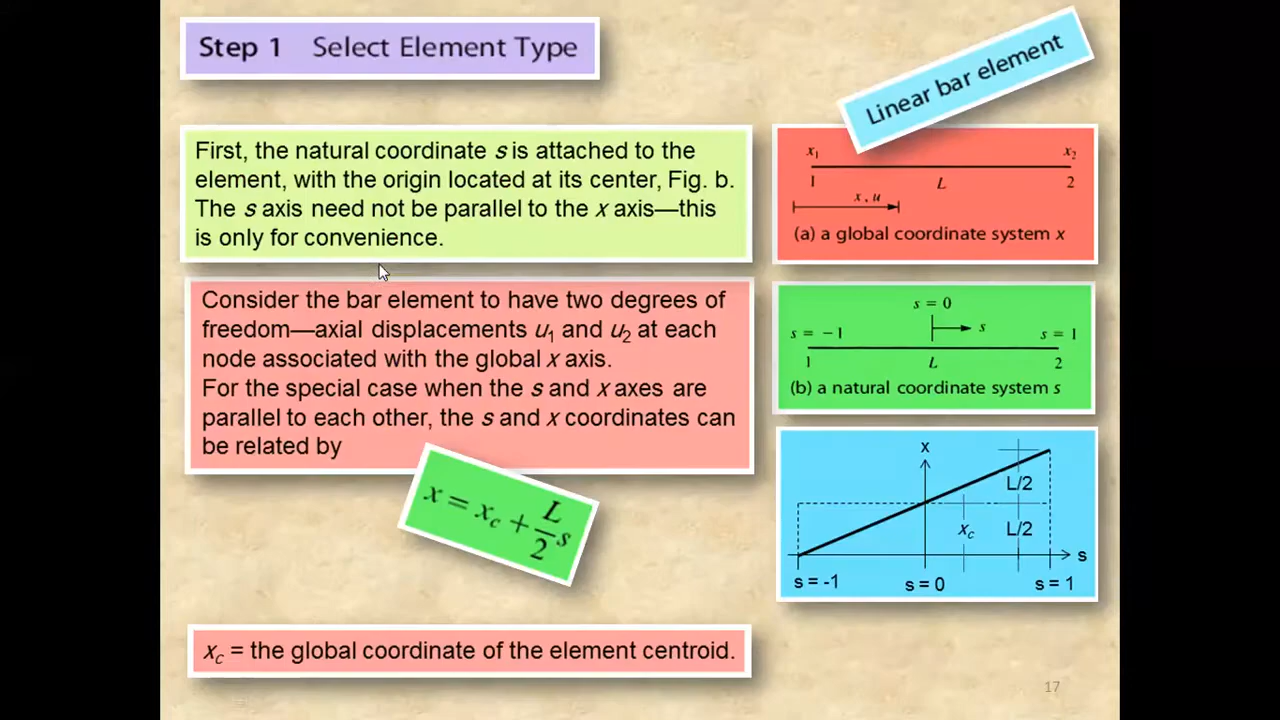 Step 1 Select Element Type
Linear bar element
First, the natural coordinate s is attached to the
element, with the origin located at its center, Fig. b.
The s axis need not be parallel to the x axis—this
is only for convenience.
x₁ x₂
1 L 2
x, u
(a) a global coordinate system x
Consider the bar element to have two degrees of
freedom—axial displacements u₁ and u₂ at each
node associated with the global x axis.
For the special case when the s and x axes are
parallel to each other, the s and x coordinates can
be related by
s = 0
s = −1 s s = 1
1 L 2
(b) a natural coordinate system s
x = x_c + L/2 s
x
L/2
x_c L/2
s
s = -1 s = 0 s = 1
x_C = the global coordinate of the element centroid.
17